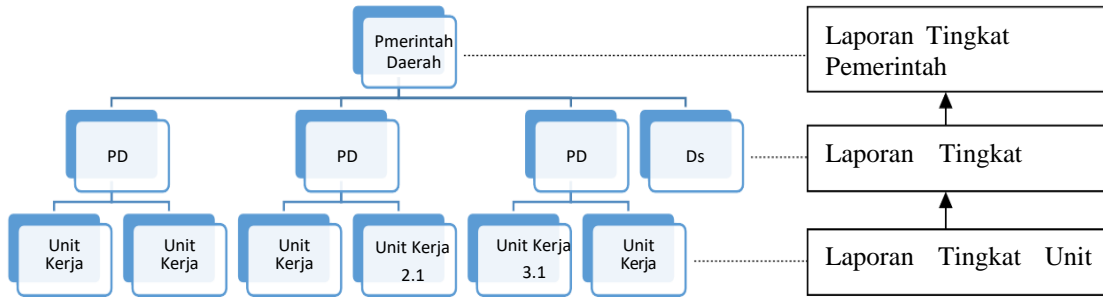 Pmerintah
Daerah
Laporan Tingkat
Pemerintah
PD
PD
PD
Ds
Laporan Tingkat
Unit
Kerja
Unit
Kerja
Unit
Kerja
Unit Kerja
2.1
Unit Kerja
3.1
Unit
Kerja
Laporan Tingkat Unit